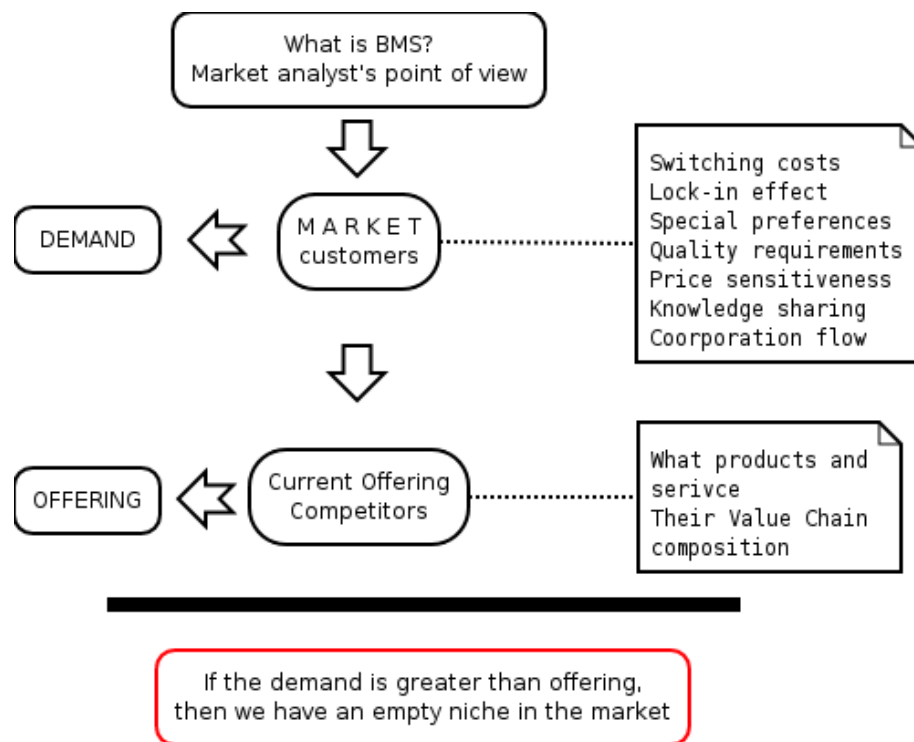 What is BMS?
Market analyst's point of view
DEMAND
M A R K E T
customers
Switching costs
Lock-in effect
Special preferences
Quality requirements
Price sensitiveness
Knowledge sharing
Coorporation flow
OFFERING
Current Offering
Competitors
What products and
serivce
Their Value Chain
composition
If the demand is greater than offering,
then we have an empty niche in the market